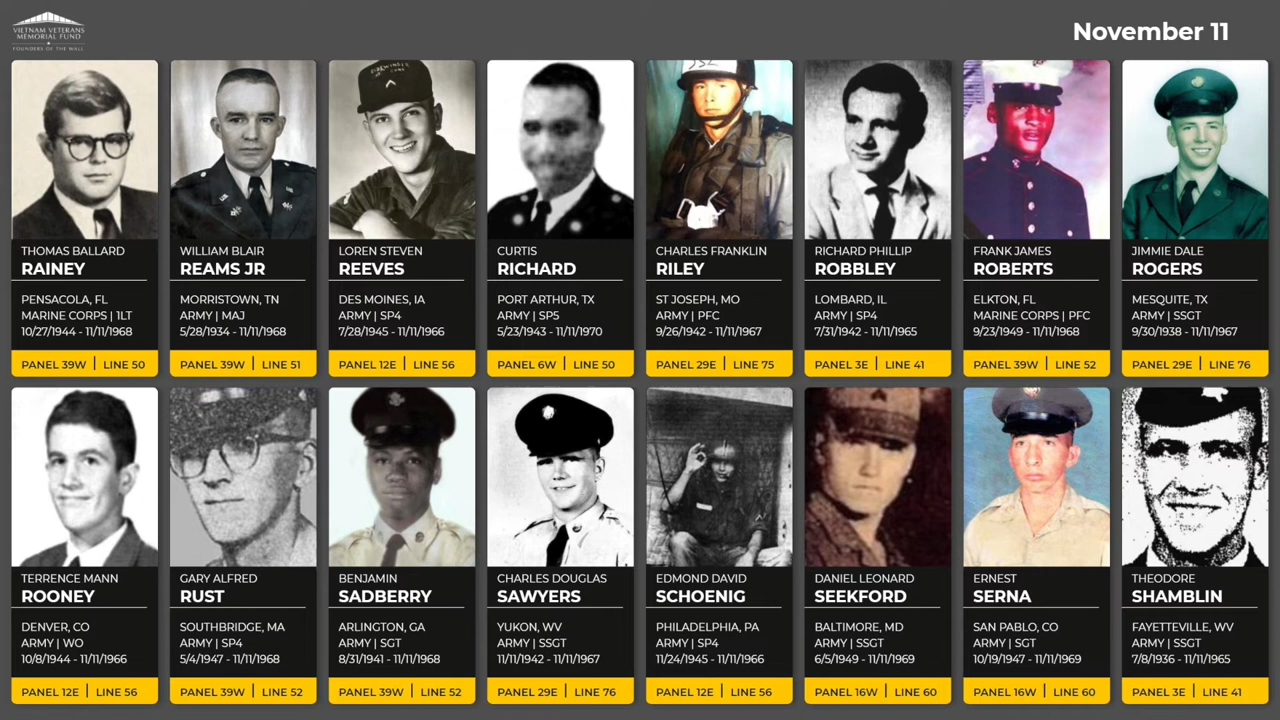 VIETNAM VETERANS
MEMORIAL FUND
FOUNDERS OF THE WALL
November 11
THOMAS BALLARD
RAINEY
PENSACOLA, FL
MARINE CORPS | 1LT
10/27/1944 - 11/11/1968
PANEL 39W | LINE 50
WILLIAM BLAIR
REAMS JR
MORRISTOWN, TN
ARMY | MAJ
5/28/1934 - 11/11/1968
PANEL 39W | LINE 51
LOREN STEVEN
REEVES
DES MOINES, IA
ARMY | SP4
7/28/1945 - 11/11/1966
PANEL 12E | LINE 56
CURTIS
RICHARD
PORT ARTHUR, TX
ARMY | SP5
5/23/1943 - 11/11/1970
PANEL 6W | LINE 50
CHARLES FRANKLIN
RILEY
ST JOSEPH, MO
ARMY | PFC
9/26/1942 - 11/11/1967
PANEL 29E | LINE 75
RICHARD PHILLIP
ROBBLEY
LOMBARD, IL
ARMY | SP4
7/31/1942 - 11/11/1965
PANEL 3E | LINE 41
FRANK JAMES
ROBERTS
ELKTON, FL
MARINE CORPS | PFC
9/23/1949 - 11/11/1968
PANEL 39W | LINE 52
JIMMIE DALE
ROGERS
MESQUITE, TX
ARMY | SSGT
9/30/1938 - 11/11/1967
PANEL 29E | LINE 76
TERRENCE MANN
ROONEY
DENVER, CO
ARMY | WO
10/8/1944 - 11/11/1966
PANEL 12E | LINE 56
GARY ALFRED
RUST
SOUTHBRIDGE, MA
ARMY | SP4
5/4/1947 - 11/11/1968
PANEL 39W | LINE 52
BENJAMIN
SADBERRY
ARLINGTON, GA
ARMY | SGT
8/31/1941 - 11/11/1968
PANEL 39W | LINE 52
CHARLES DOUGLAS
SAWYERS
YUKON, WV
ARMY | SSGT
11/11/1942 - 11/11/1967
PANEL 29E | LINE 76
EDMOND DAVID
SCHOENIG
PHILADELPHIA, PA
ARMY | SP4
11/24/1945 - 11/11/1966
PANEL 12E | LINE 56
DANIEL LEONARD
SEEKFORD
BALTIMORE, MD
ARMY | SSGT
6/5/1949 - 11/11/1969
PANEL 16W | LINE 60
ERNEST
SERNA
SAN PABLO, CO
ARMY | SGT
10/19/1947 - 11/11/1969
PANEL 16W | LINE 60
THEODORE
SHAMBLIN
FAYETTEVILLE, WV
ARMY | SSGT
7/8/1936 - 11/11/1965
PANEL 3E | LINE 41